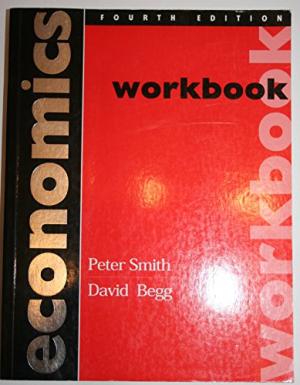 FOURTH EDITION
economics
workbook
workbook
Peter Smith
David Begg